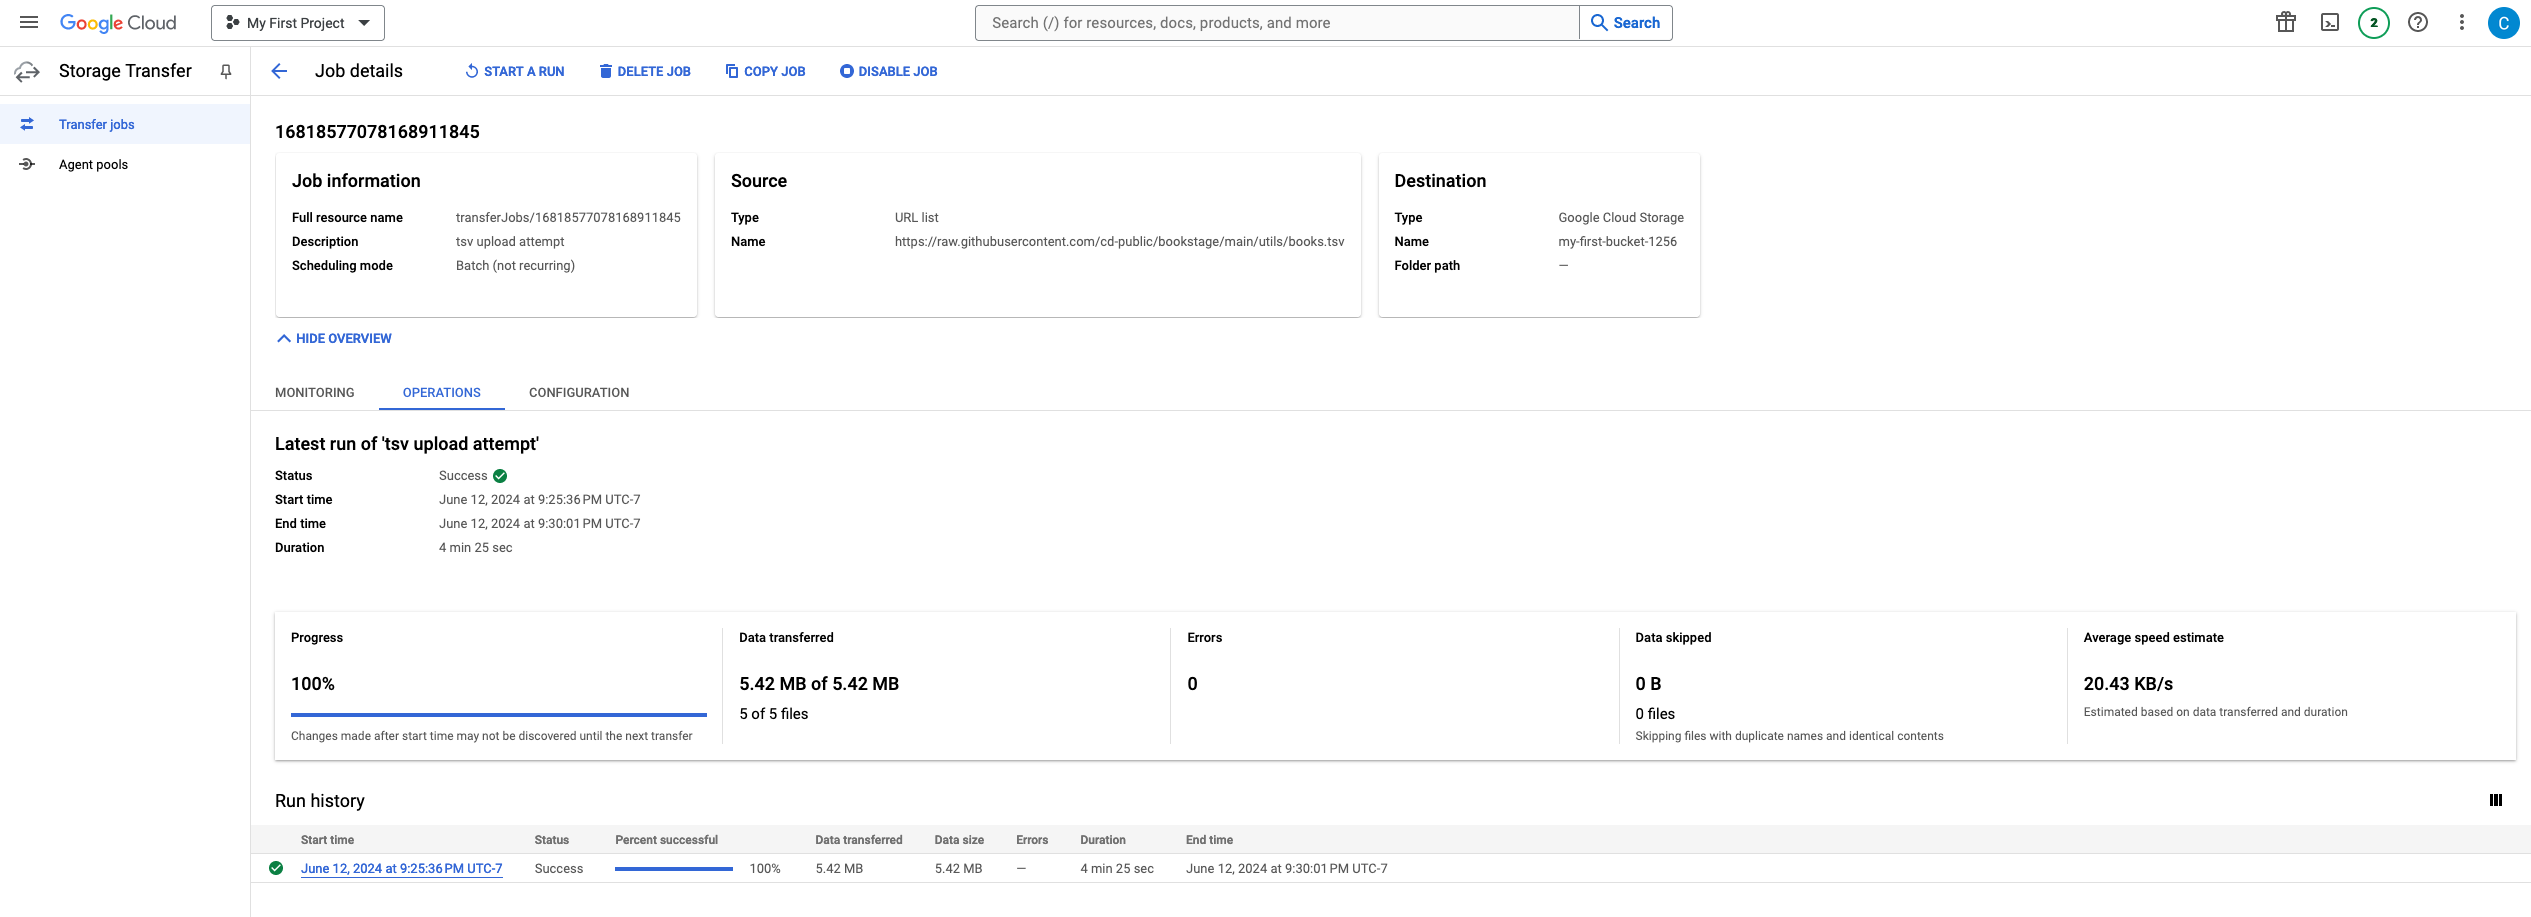 Google Cloud
My First Project
Search (/) for resources, docs, products, and more
Search
2
C
Storage Transfer
Job details
START A RUN
DELETE JOB
COPY JOB
DISABLE JOB
Transfer jobs
Agent pools
16818577078168911845
Job information
Full resource name transferJobs/16818577078168911845
Description tsv upload attempt
Scheduling mode Batch (not recurring)
Source
Type URL list
Name https://raw.githubusercontent.com/cd-public/bookstage/main/utils/books.tsv
Destination
Type Google Cloud Storage
Name my-first-bucket-1256
Folder path —
HIDE OVERVIEW
MONITORING OPERATIONS CONFIGURATION
Latest run of 'tsv upload attempt'
Status Success
Start time June 12, 2024 at 9:25:36 PM UTC-7
End time June 12, 2024 at 9:30:01 PM UTC-7
Duration 4 min 25 sec
Progress
100%
Changes made after start time may not be discovered until the next transfer
Data transferred
5.42 MB of 5.42 MB
5 of 5 files
Errors
0
Data skipped
0 B
0 files
Skipping files with duplicate names and identical contents
Average speed estimate
20.43 KB/s
Estimated based on data transferred and duration
Run history
Start time Status Percent successful Data transferred Data size Errors Duration End time
June 12, 2024 at 9:25:36 PM UTC-7 Success 100% 5.42 MB 5.42 MB — 4 min 25 sec June 12, 2024 at 9:30:01 PM UTC-7